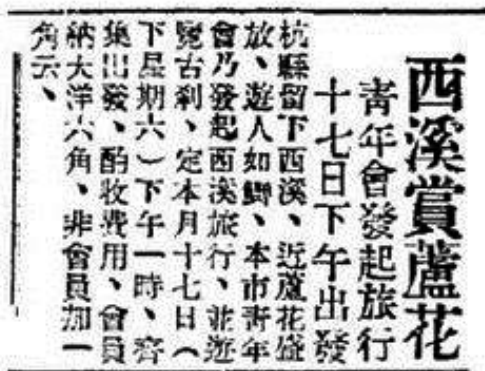 西溪賞蘆花
青年會發起旅行
十七日下午出發
杭縣留下西溪、近蘆花盛
放、遊人如鯽、本市青年
會乃發起西溪旅行、並遊
覽古刹、定本月十七日（
下星期六）下午一時、齊
集出發、酌收費用、會員
納大洋六角、非會員加一
角云、